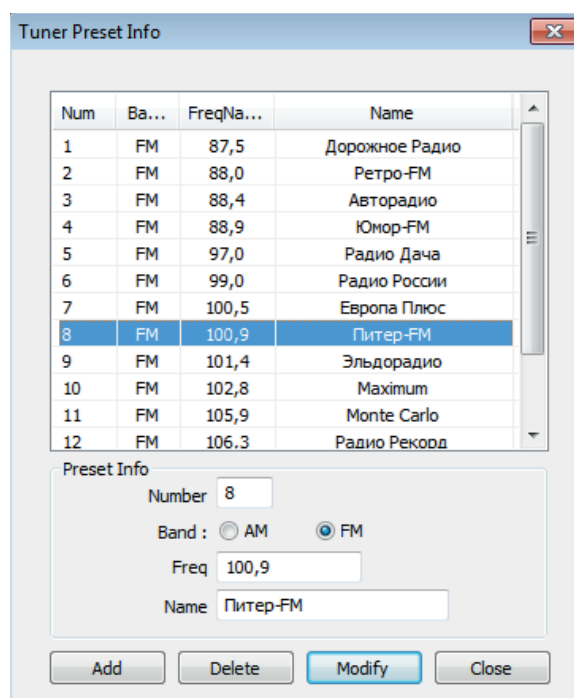 Tuner Preset Info
Num Ba... FreqNa... Name
1 FM 87,5 Дорожное Радио
2 FM 88,0 Ретро-FM
3 FM 88,4 Авторадио
4 FM 88,9 Юмор-FM
5 FM 97,0 Радио Дача
6 FM 99,0 Радио России
7 FM 100,5 Европа Плюс
8 FM 100,9 Питер-FM
9 FM 101,4 Эльдорадио
10 FM 102,8 Maximum
11 FM 105,9 Monte Carlo
12 FM 106.3 Радио Рекорд
Preset Info
Number 8
Band : AM FM
Freq 100,9
Name Питер-FM
Add Delete Modify Close